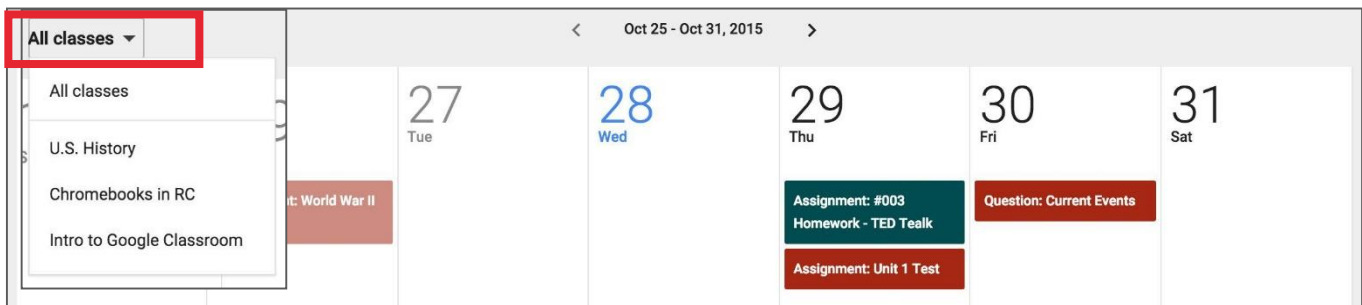 All classes
Oct 25 - Oct 31, 2015
All classes
U.S. History
Chromebooks in RC
Intro to Google Classroom
27
Tue
28
Wed
29
Thu
30
Fri
31
Sat
World War II
Assignment: #003
Homework - TED Tealk
Assignment: Unit 1 Test
Question: Current Events